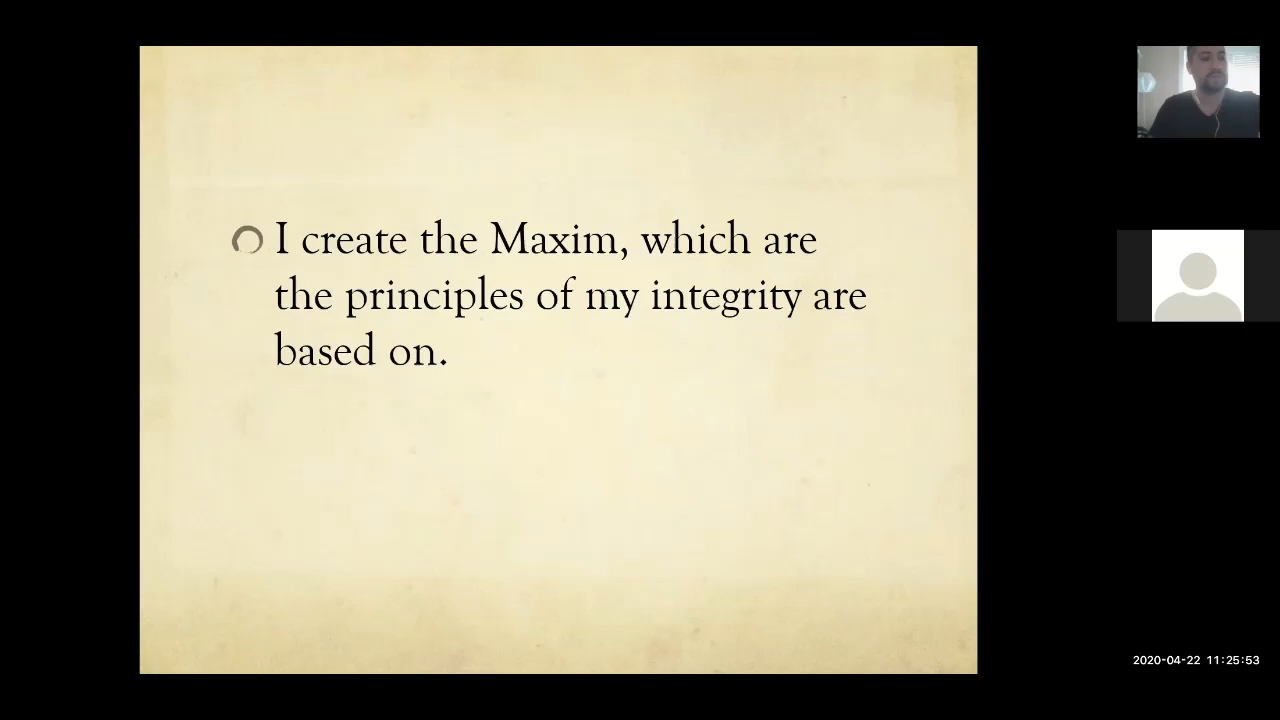 I create the Maxim, which are
the principles of my integrity are
based on.
2020-04-22 11:25:53